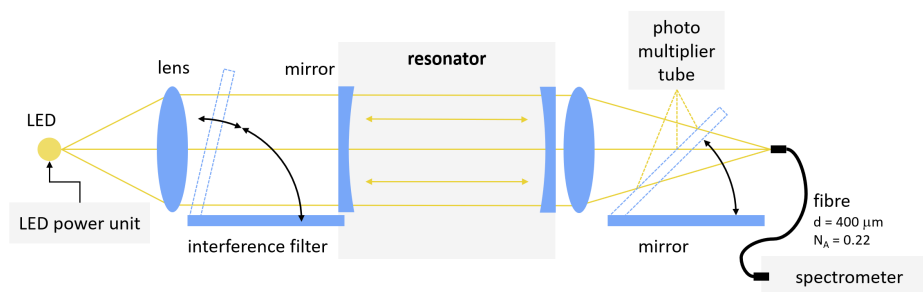 photo
multiplier
tube
resonator
lens
mirror
LED
LED power unit
interference filter
mirror
fibre
d = 400 μm
N_A = 0.22
spectrometer